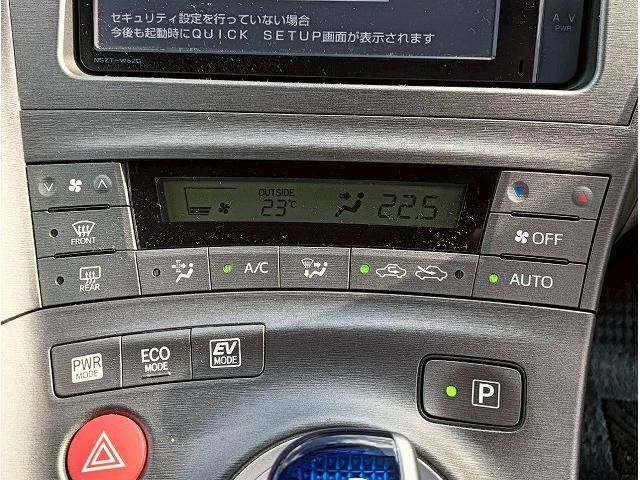 セキュリティ設定を行っていない場合
今後も起動時にQUICK SETUP画面が表示されます
NSZT-W62G
A V
PWR
OUTSIDE
23℃
22.5
FRONT
OFF
REAR
A/C
AUTO
PWR MODE
ECO MODE
EV MODE
P